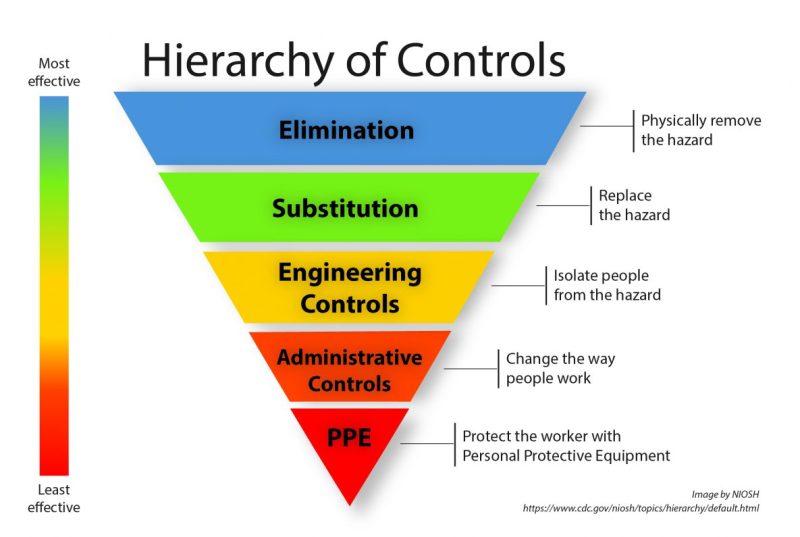 Hierarchy of Controls
Most
effective
Elimination
Physically remove
the hazard
Substitution
Replace
the hazard
Engineering
Controls
Isolate people
from the hazard
Administrative
Controls
Change the way
people work
PPE
Protect the worker with
Personal Protective Equipment
Least
effective
Image by NIOSH
https://www.cdc.gov/niosh/topics/hierarchy/default.html